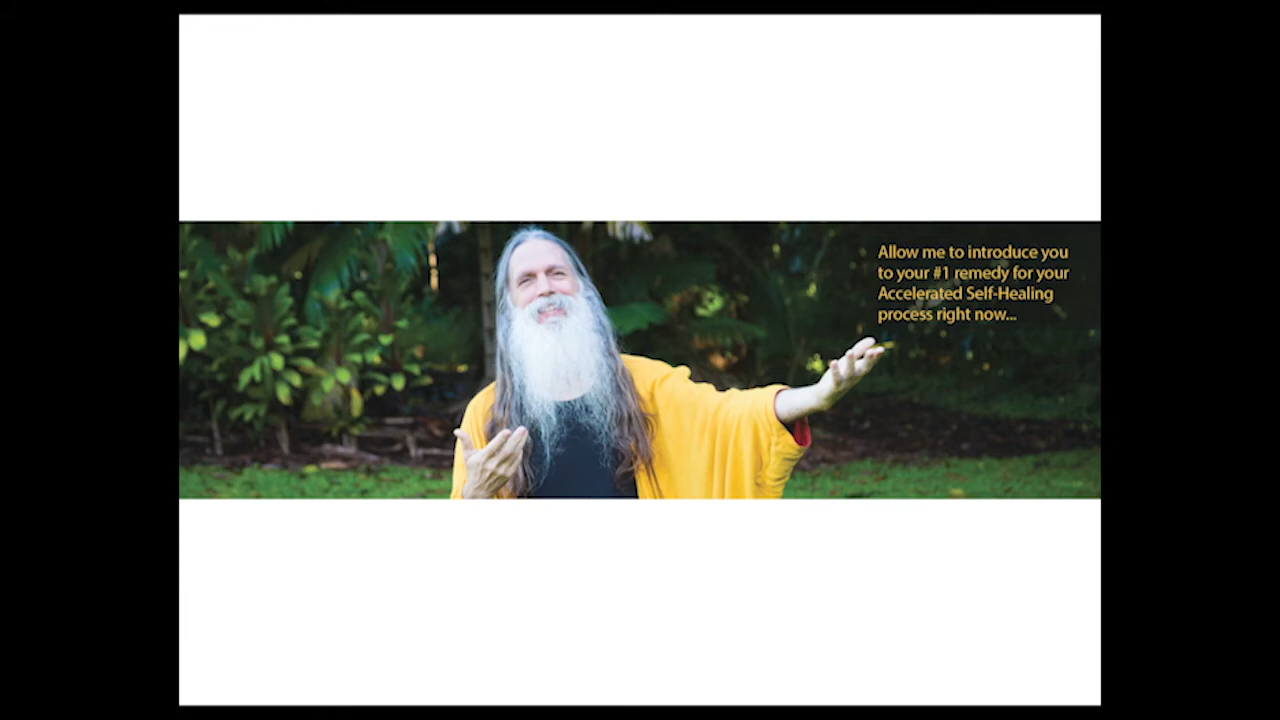 Allow me to introduce you
to your #1 remedy for your
Accelerated Self-Healing
process right now...